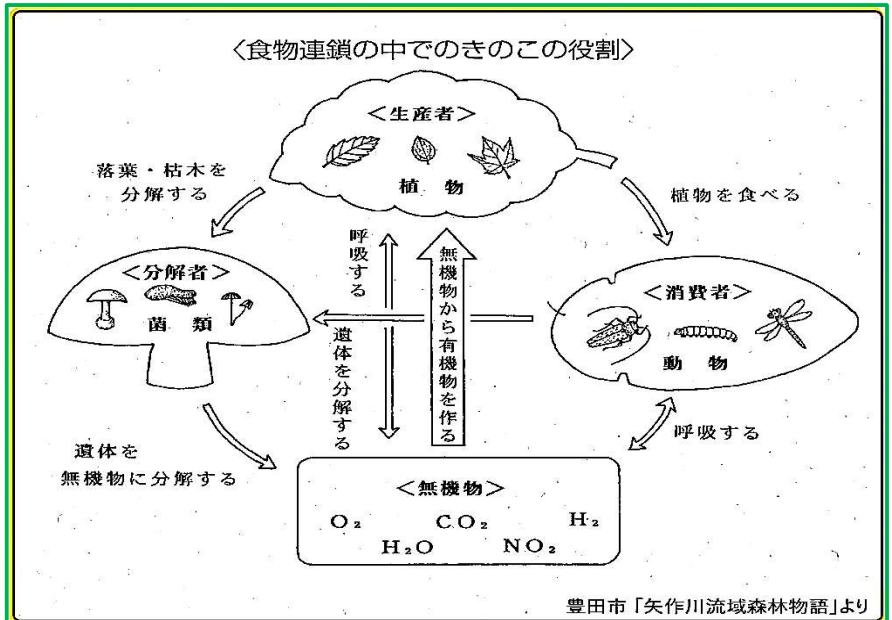 〈食物連鎖の中でのきのこの役割〉
＜生産者＞
植物
落葉・枯木を
分解する
植物を食べる
＜分解者＞
菌類
呼吸する
無機物から有機物を作る
遺体を分解する
＜消費者＞
動物
呼吸する
遺体を
無機物に分解する
＜無機物＞
O₂ CO₂ H₂
H₂O NO₂
豊田市「矢作川流域森林物語」より